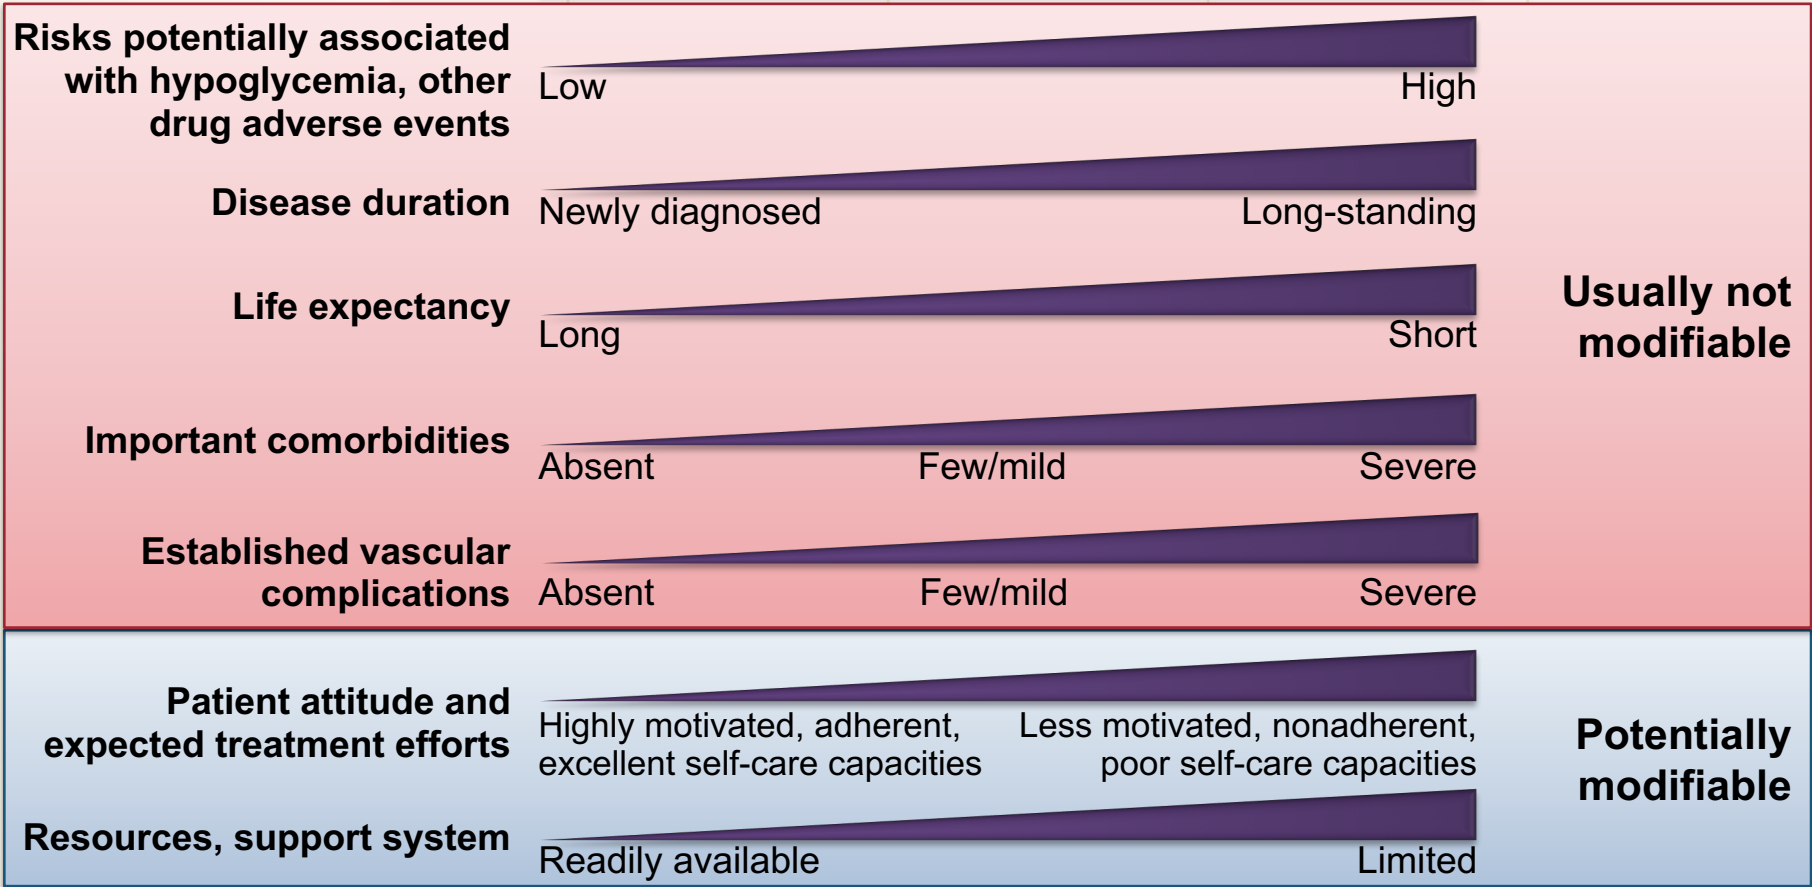 Risks potentially associated
with hypoglycemia, other
drug adverse events
Low
High
Disease duration
Newly diagnosed
Long-standing
Life expectancy
Long
Short
Usually not
modifiable
Important comorbidities
Absent
Few/mild
Severe
Established vascular
complications
Absent
Few/mild
Severe
Patient attitude and
expected treatment efforts
Highly motivated, adherent,
excellent self-care capacities
Less motivated, nonadherent,
poor self-care capacities
Potentially
modifiable
Resources, support system
Readily available
Limited